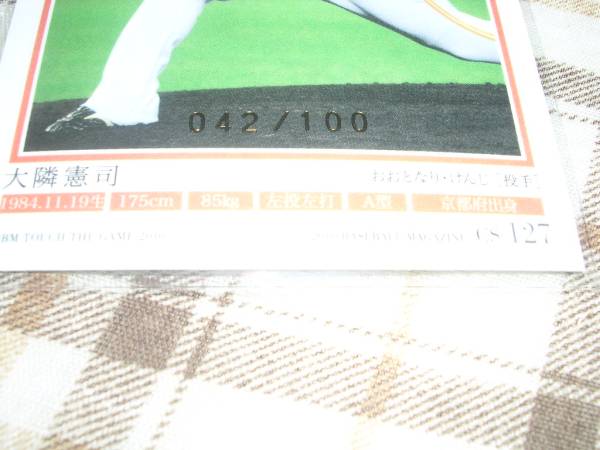 042/100
大隣憲司 おおとなり・けんじ [投手]
1984.11.19生 175cm 85kg 左投左打 A型 京都府出身
BBM TOUCH THE GAME 2010 2010 BASEBALL MAGAZINE CS 127